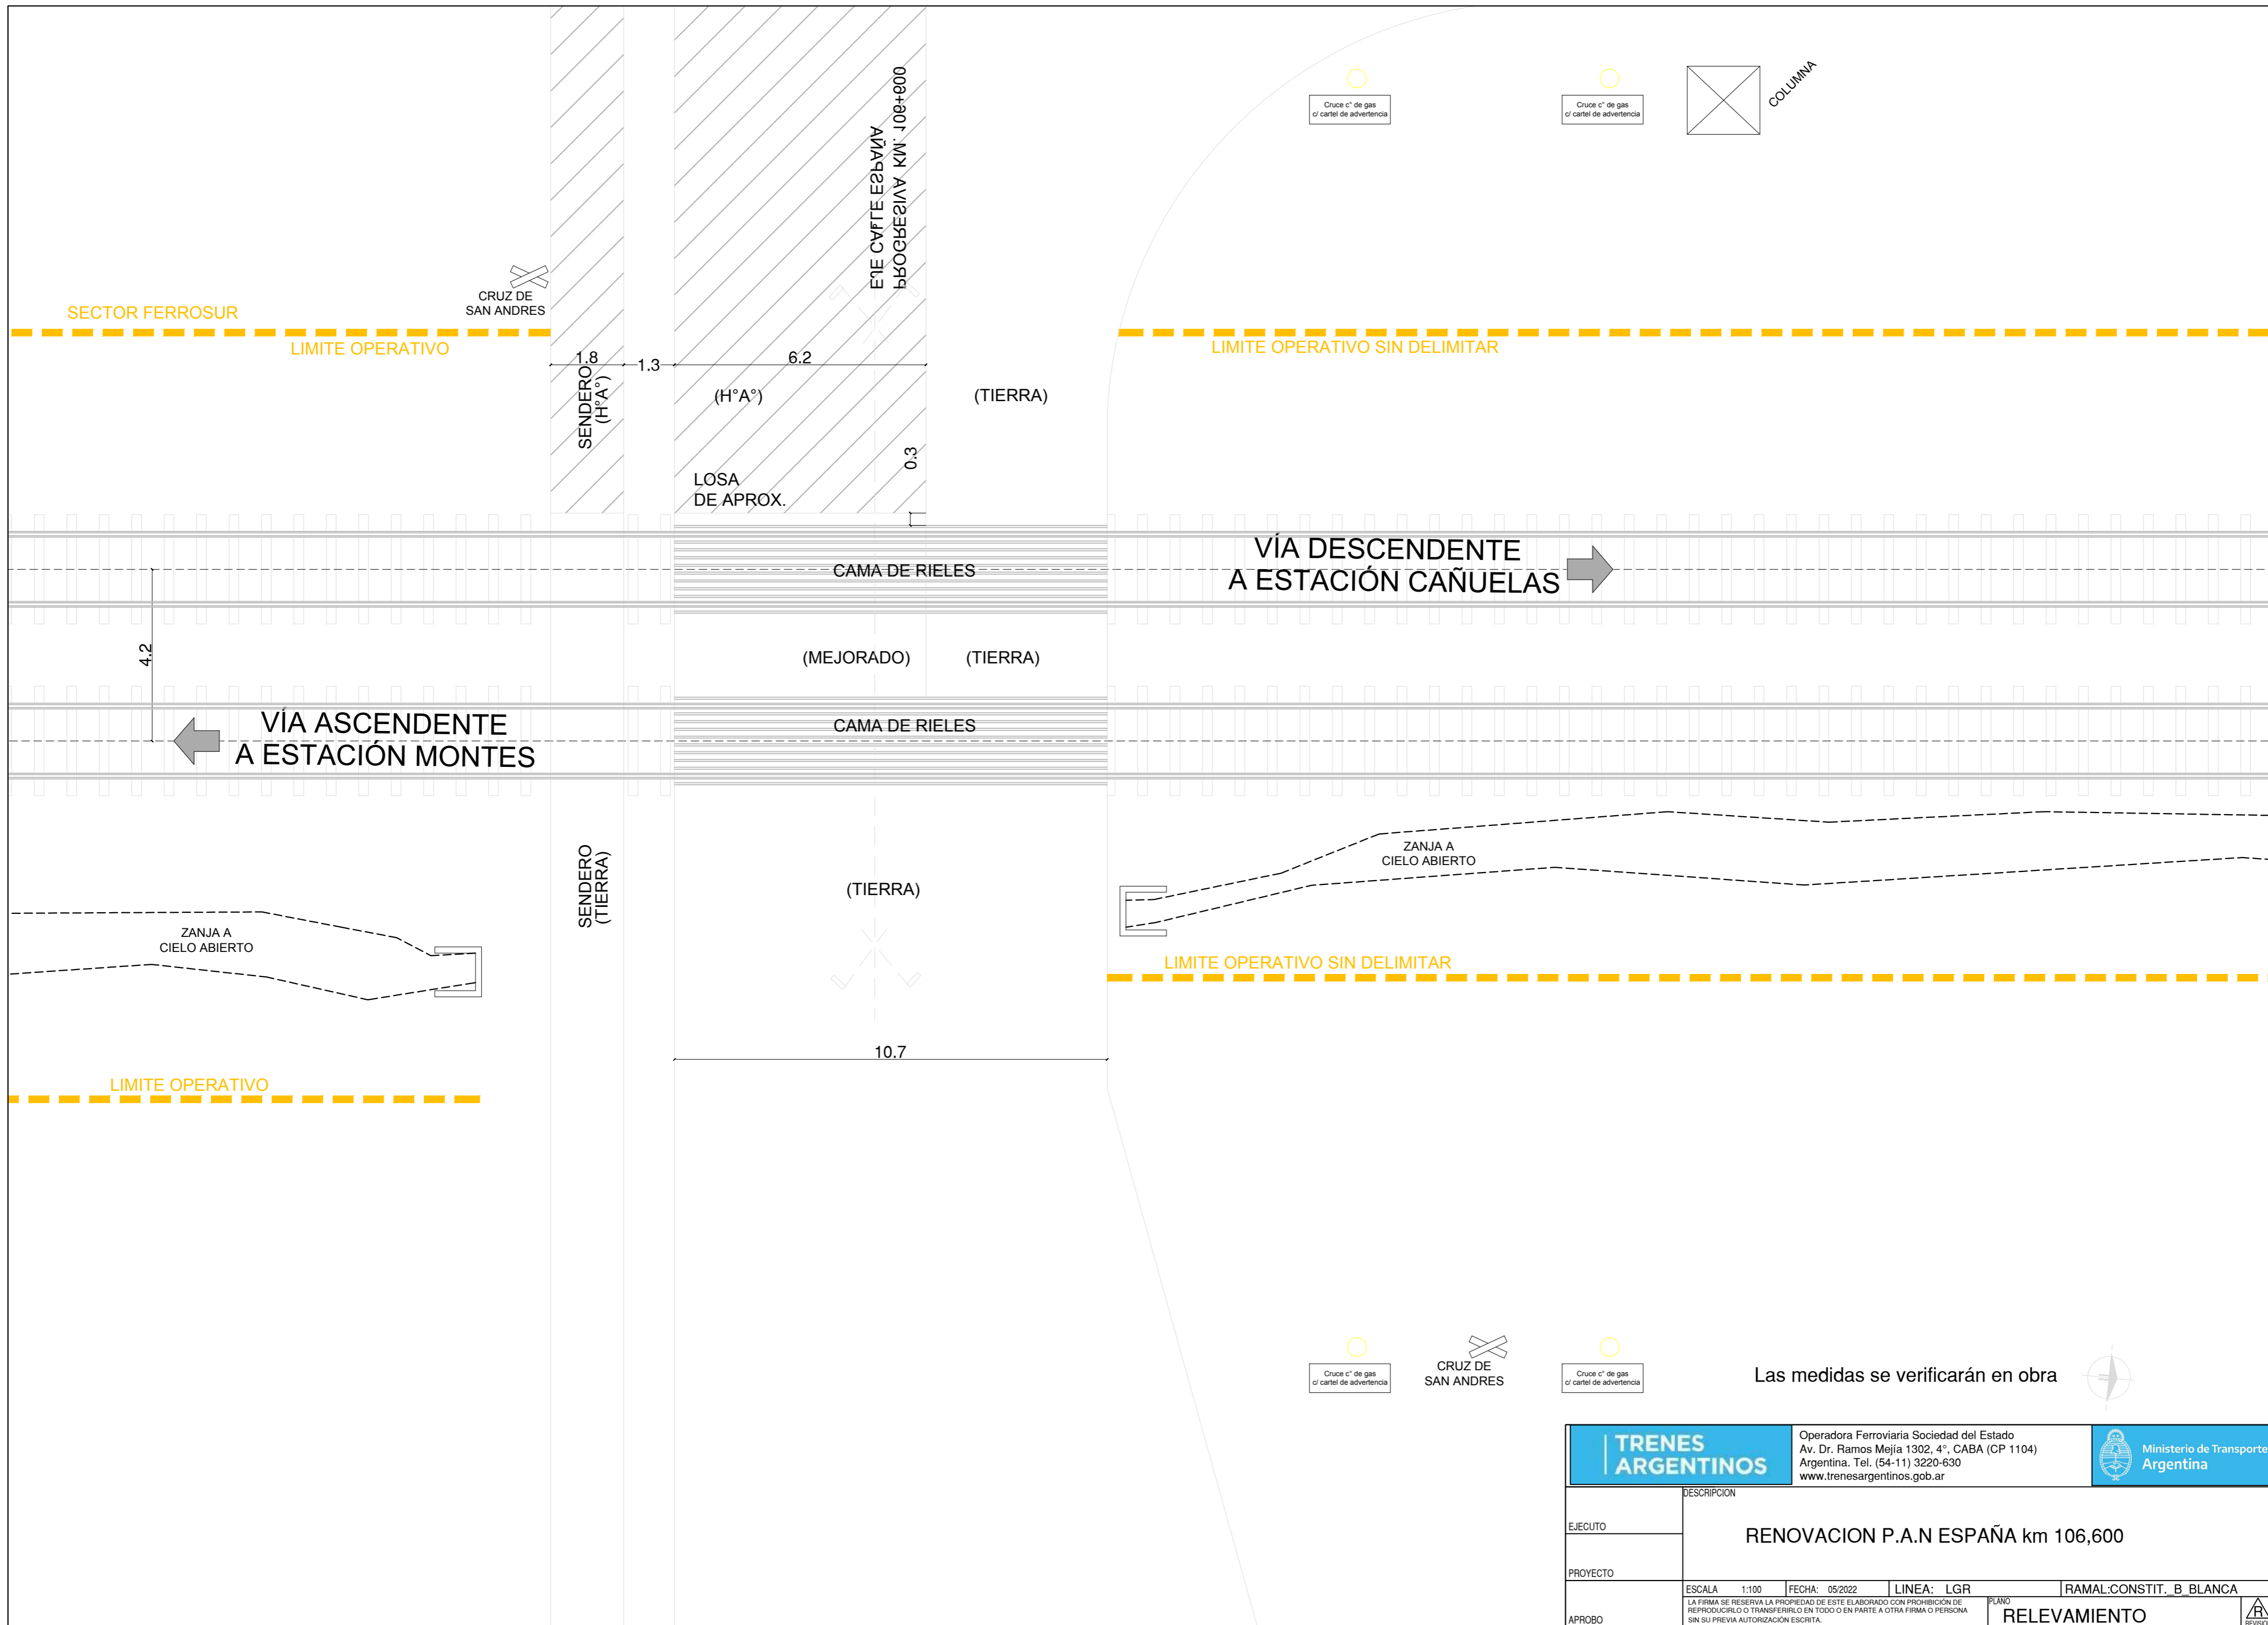 EJE CALLE ESPAÑA
PROGRESIVA KM. 106+600
Cruce c° de gas
c/ cartel de advertencia
Cruce c° de gas
c/ cartel de advertencia
COLUMNA
CRUZ DE
SAN ANDRES
SECTOR FERROSUR
LIMITE OPERATIVO
LIMITE OPERATIVO SIN DELIMITAR
1.8
1.3
6.2
SENDERO
(H°A°)
(H°A°)
(TIERRA)
0.3
LOSA
DE APROX.
VÍA DESCENDENTE
A ESTACIÓN CAÑUELAS
CAMA DE RIELES
4.2
(MEJORADO)
(TIERRA)
VÍA ASCENDENTE
A ESTACIÓN MONTES
CAMA DE RIELES
ZANJA A
CIELO ABIERTO
SENDERO
(TIERRA)
(TIERRA)
ZANJA A
CIELO ABIERTO
LIMITE OPERATIVO SIN DELIMITAR
10.7
LIMITE OPERATIVO
Cruce c° de gas
c/ cartel de advertencia
CRUZ DE
SAN ANDRES
Cruce c° de gas
c/ cartel de advertencia
Las medidas se verificarán en obra
TRENES
ARGENTINOS
Operadora Ferroviaria Sociedad del Estado
Av. Dr. Ramos Mejía 1302, 4°, CABA (CP 1104)
Argentina. Tel. (54-11) 3220-630
www.trenesargentinos.gob.ar
Ministerio de Transporte
Argentina
DESCRIPCION
EJECUTO
RENOVACION P.A.N ESPAÑA km 106,600
PROYECTO
ESCALA 1:100
FECHA: 05/2022
LINEA: LGR
RAMAL:CONSTIT._B_BLANCA
APROBO
LA FIRMA SE RESERVA LA PROPIEDAD DE ESTE ELABORADO CON PROHIBICIÓN DE
REPRODUCIRLO O TRANSFERIRLO EN TODO O EN PARTE A OTRA FIRMA O PERSONA
SIN SU PREVIA AUTORIZACIÓN ESCRITA.
PLANO
RELEVAMIENTO
R
REVISION